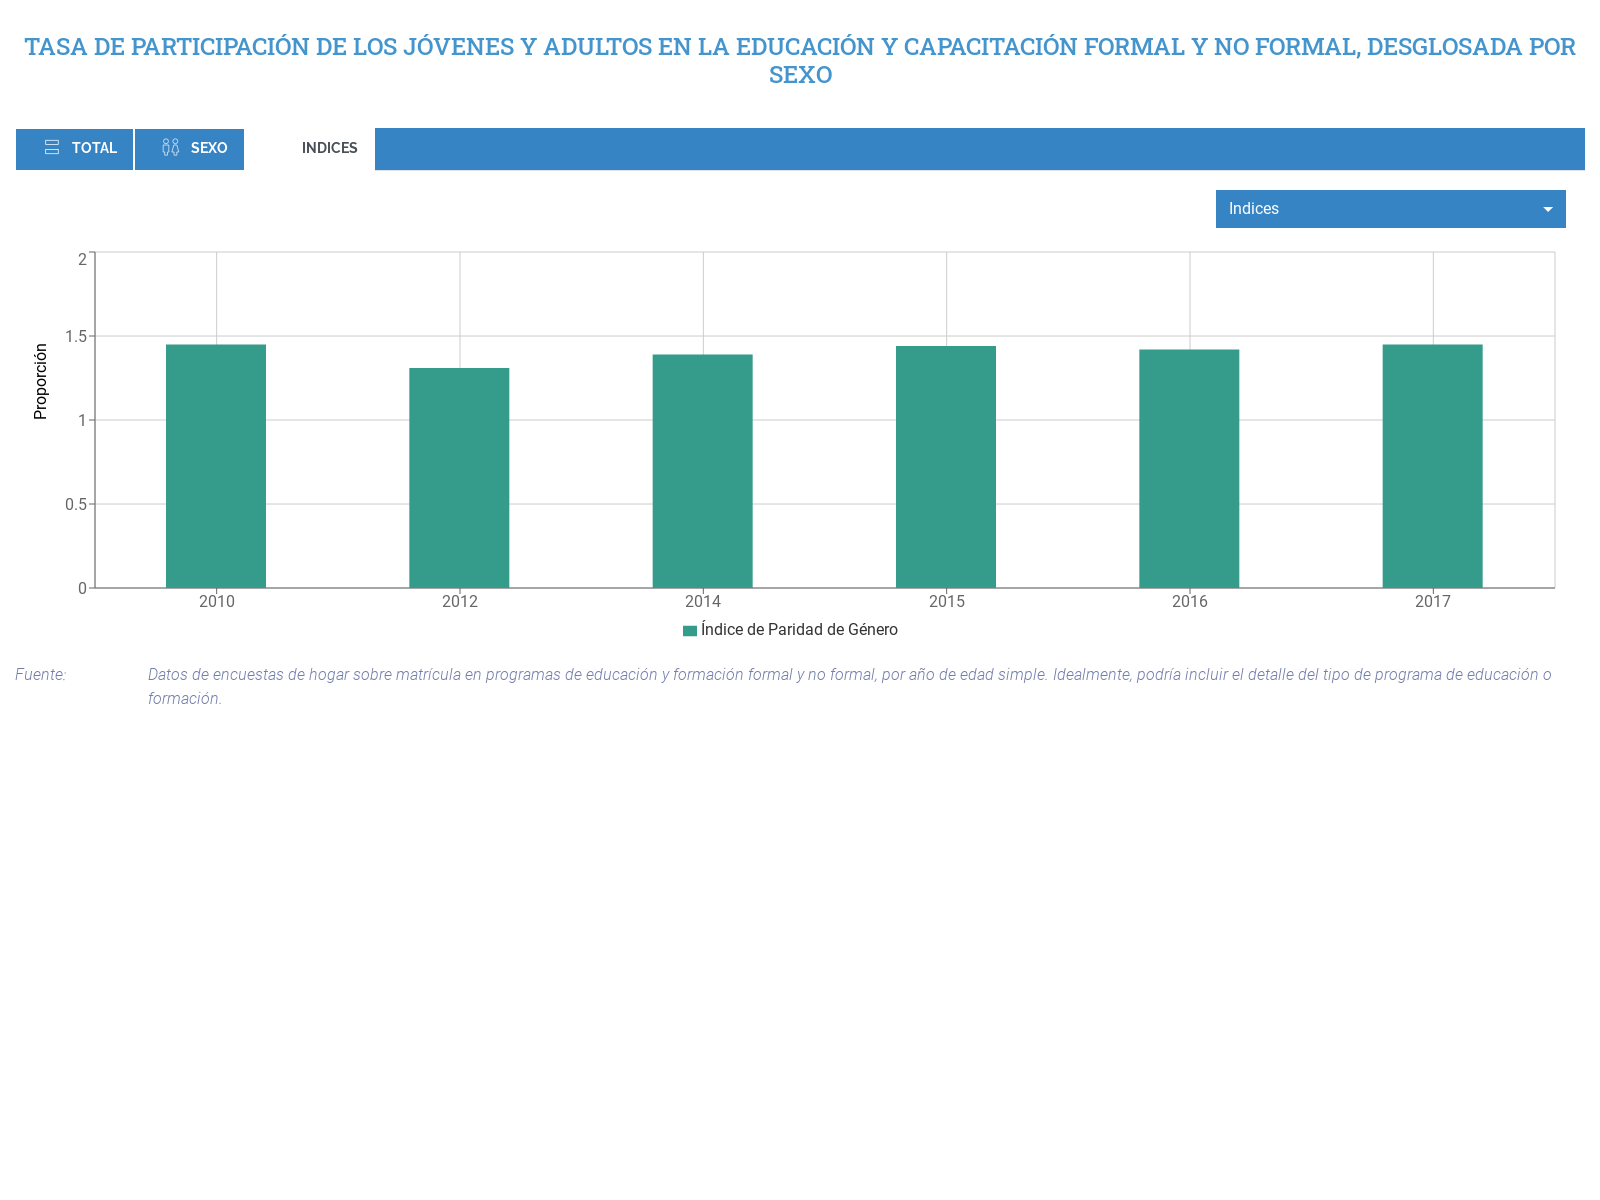 TASA DE PARTICIPACIÓN DE LOS JÓVENES Y ADULTOS EN LA EDUCACIÓN Y CAPACITACIÓN FORMAL Y NO FORMAL, DESGLOSADA POR
SEXO
TOTAL
SEXO
INDICES
Indices
Proporción
2
1.5
1
0.5
0
2010
2012
2014
2015
2016
2017
Índice de Paridad de Género
Fuente:
Datos de encuestas de hogar sobre matrícula en programas de educación y formación formal y no formal, por año de edad simple. Idealmente, podría incluir el detalle del tipo de programa de educación o
formación.